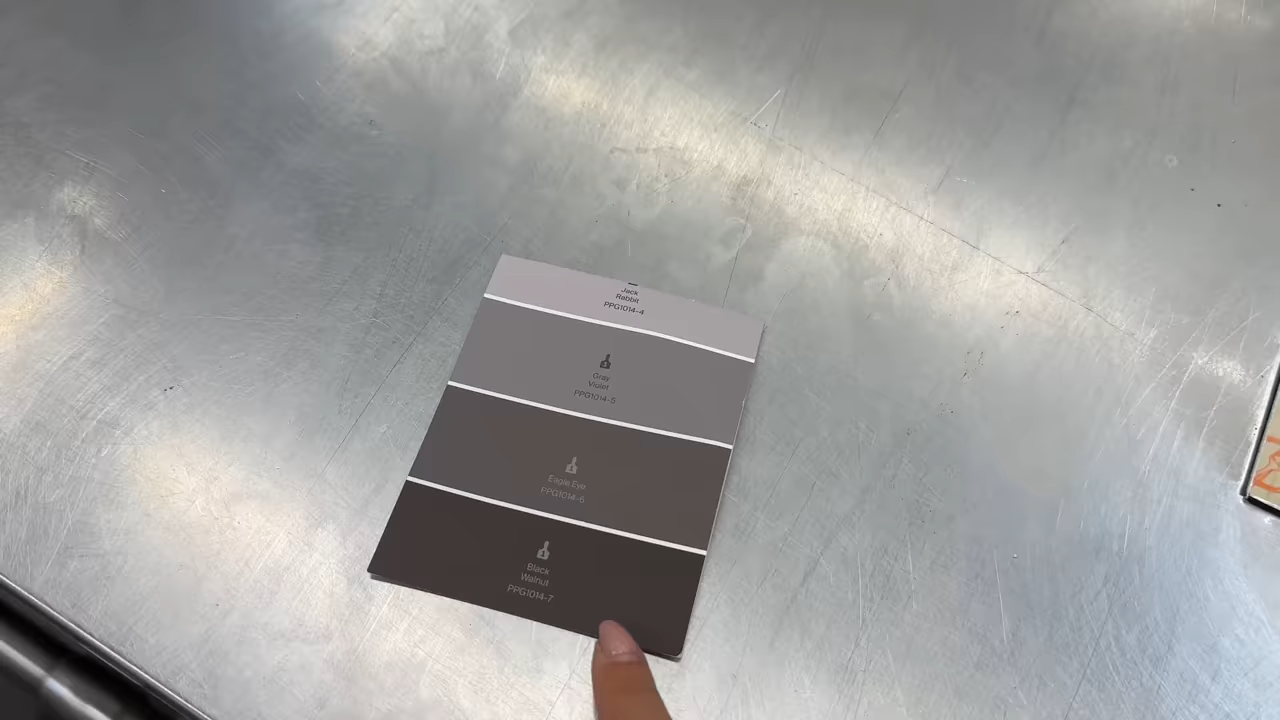 Jack
Rabbit
PPG1014-4
Gray
Violet
PPG1014-5
Eagle Eye
PPG1014-6
Black
Walnut
PPG1014-7